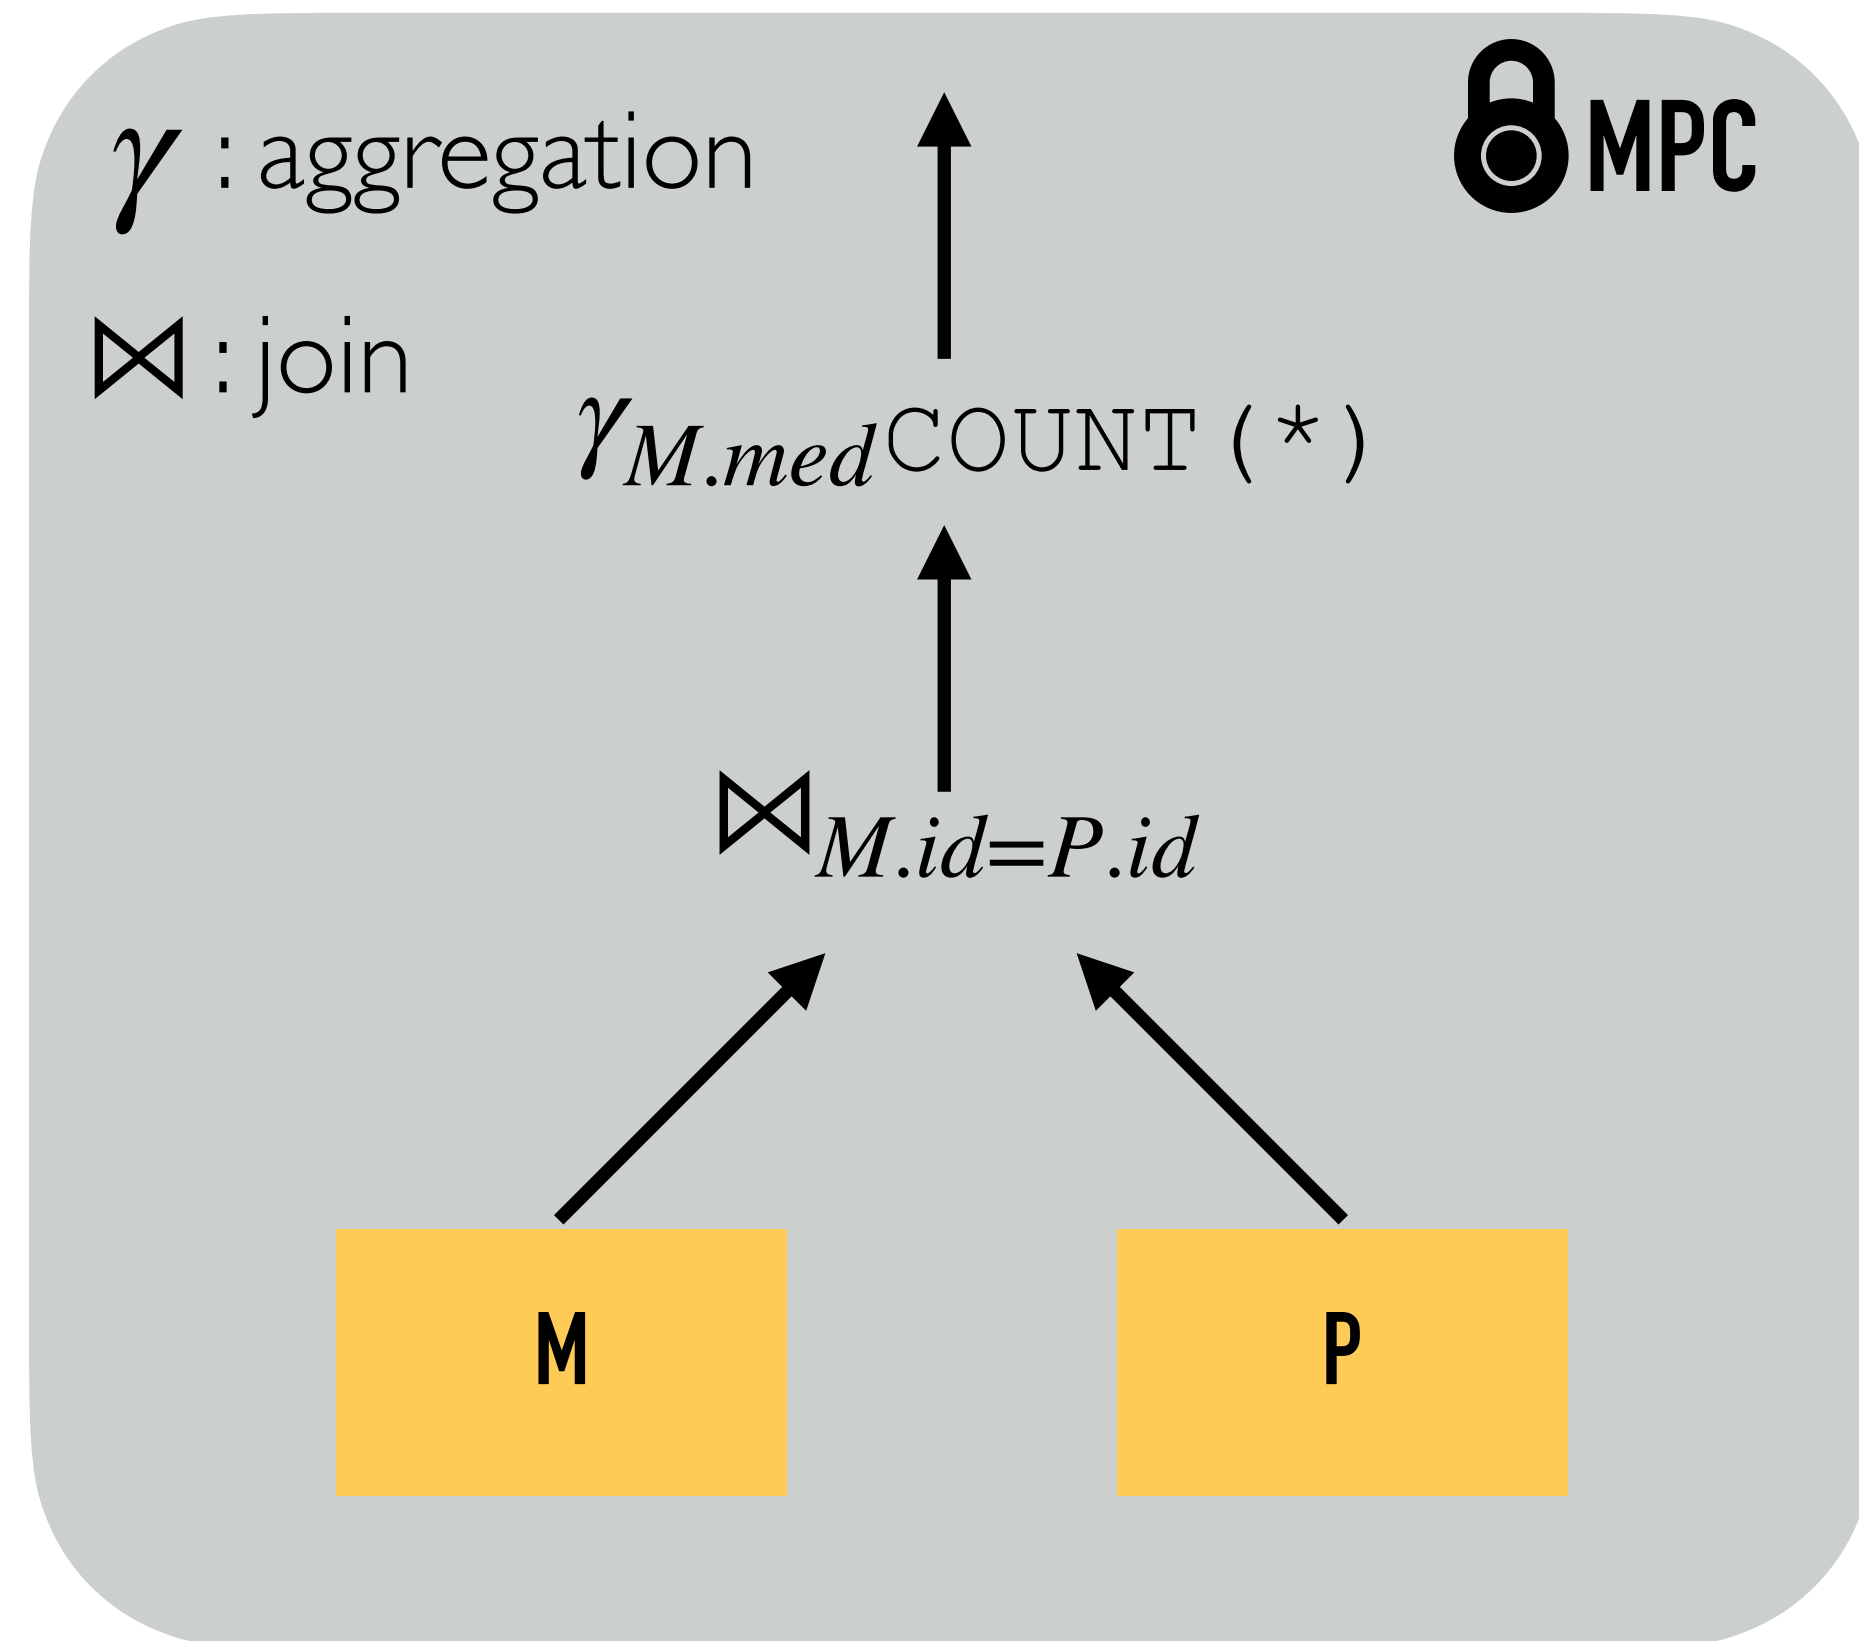 γ : aggregation
MPC
⋈ : join
γM.medCOUNT(*)
⋈M.id=P.id
M
P